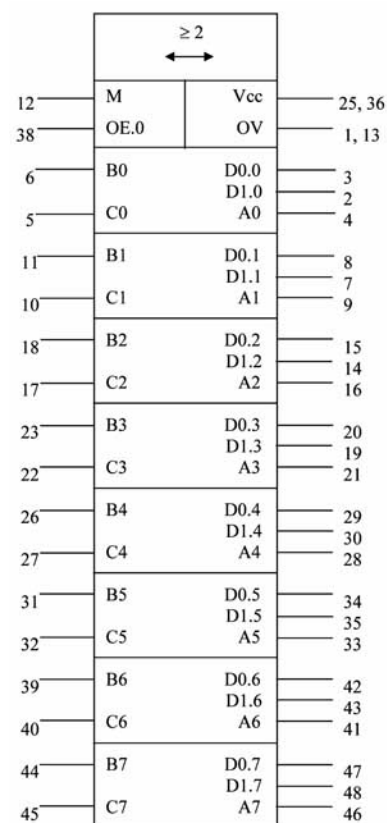 ≥ 2
12 M Vcc 25, 36
38 OE.0 OV 1, 13
6 B0 D0.0 3
D1.0 2
5 C0 A0 4
11 B1 D0.1 8
D1.1 7
10 C1 A1 9
18 B2 D0.2 15
D1.2 14
17 C2 A2 16
23 B3 D0.3 20
D1.3 19
22 C3 A3 21
26 B4 D0.4 29
D1.4 30
27 C4 A4 28
31 B5 D0.5 34
D1.5 35
32 C5 A5 33
39 B6 D0.6 42
D1.6 43
40 C6 A6 41
44 B7 D0.7 47
D1.7 48
45 C7 A7 46